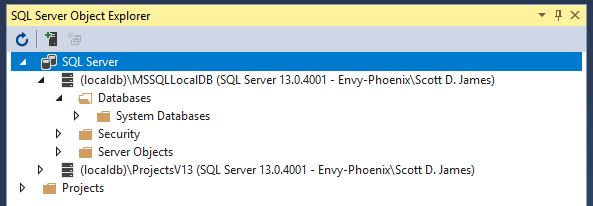 SQL Server Object Explorer
SQL Server
(localdb)\MSSQLLocalDB (SQL Server 13.0.4001 - Envy-Phoenix\Scott D. James)
Databases
System Databases
Security
Server Objects
(localdb)\ProjectsV13 (SQL Server 13.0.4001 - Envy-Phoenix\Scott D. James)
Projects